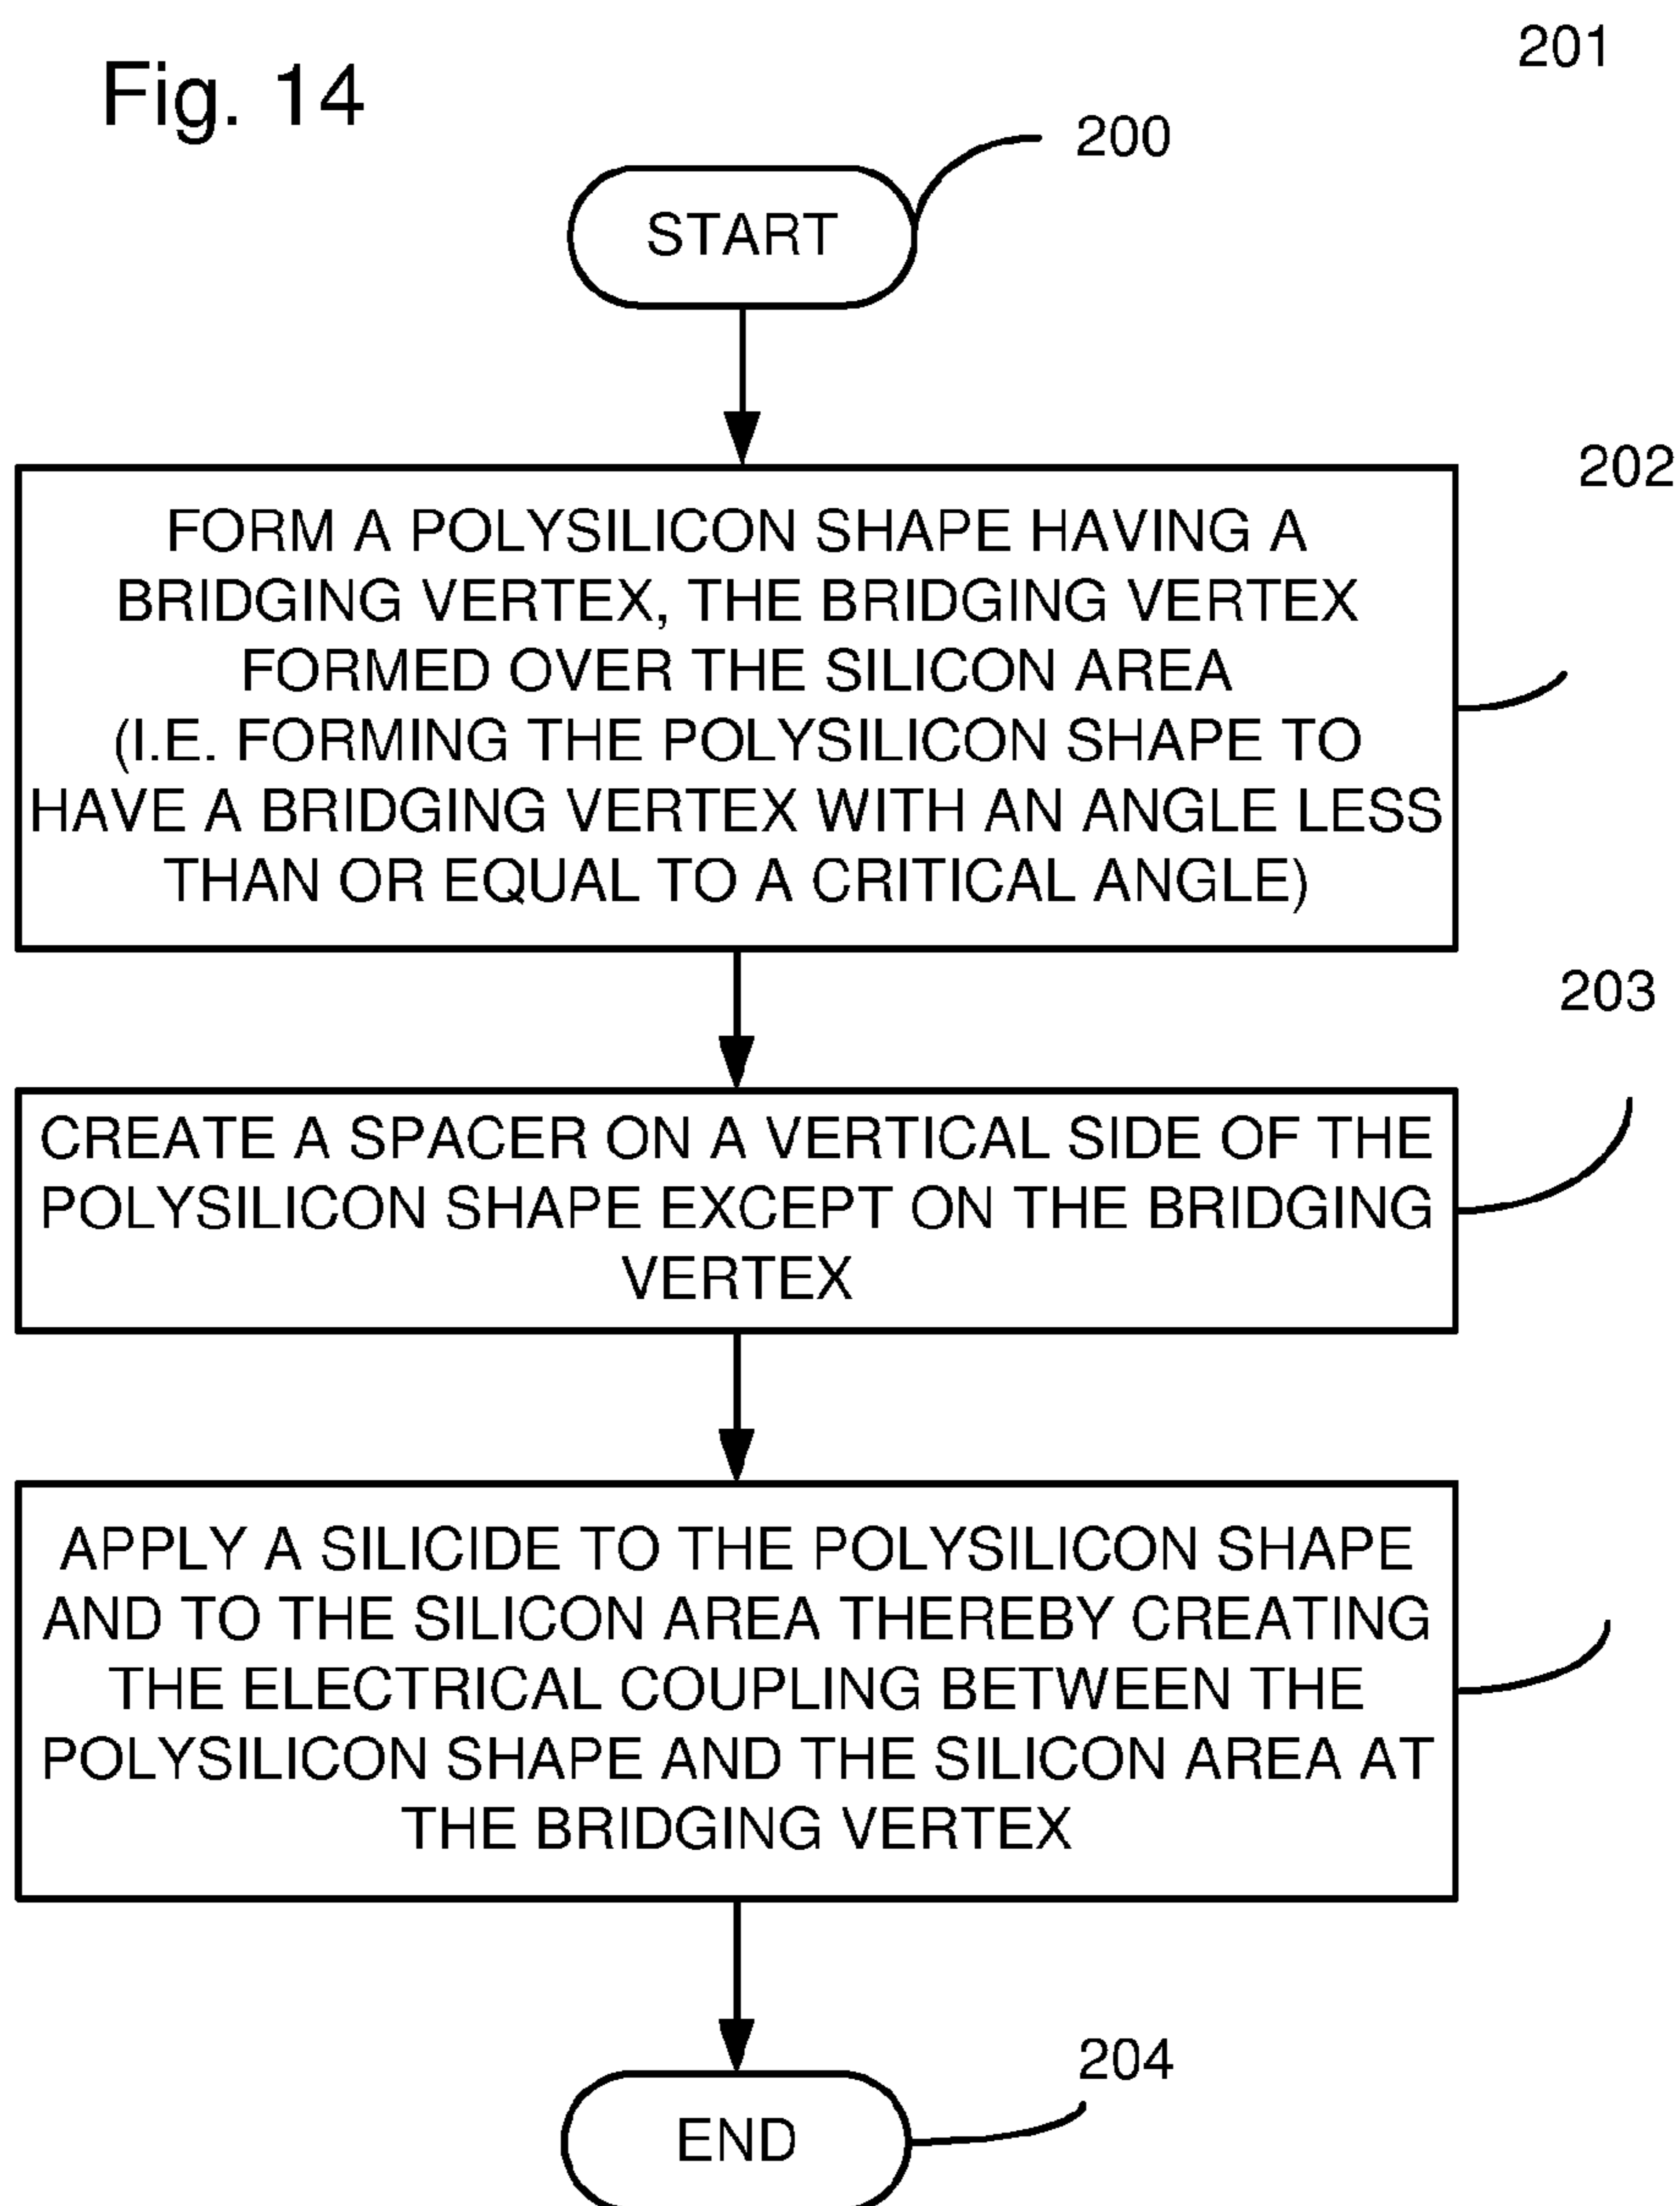 201
Fig. 14
200
START
202
FORM A POLYSILICON SHAPE HAVING A
BRIDGING VERTEX, THE BRIDGING VERTEX
FORMED OVER THE SILICON AREA
(I.E. FORMING THE POLYSILICON SHAPE TO
HAVE A BRIDGING VERTEX WITH AN ANGLE LESS
THAN OR EQUAL TO A CRITICAL ANGLE)
203
CREATE A SPACER ON A VERTICAL SIDE OF THE
POLYSILICON SHAPE EXCEPT ON THE BRIDGING
VERTEX
APPLY A SILICIDE TO THE POLYSILICON SHAPE
AND TO THE SILICON AREA THEREBY CREATING
THE ELECTRICAL COUPLING BETWEEN THE
POLYSILICON SHAPE AND THE SILICON AREA AT
THE BRIDGING VERTEX
204
END